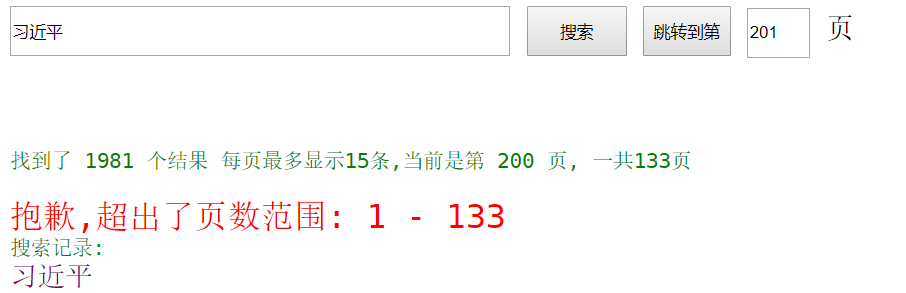 习近平 搜索 跳转到第 201 页
找到了 1981 个结果 每页最多显示15条,当前是第 200 页, 一共133页
抱歉,超出了页数范围: 1 - 133
搜索记录:
习近平